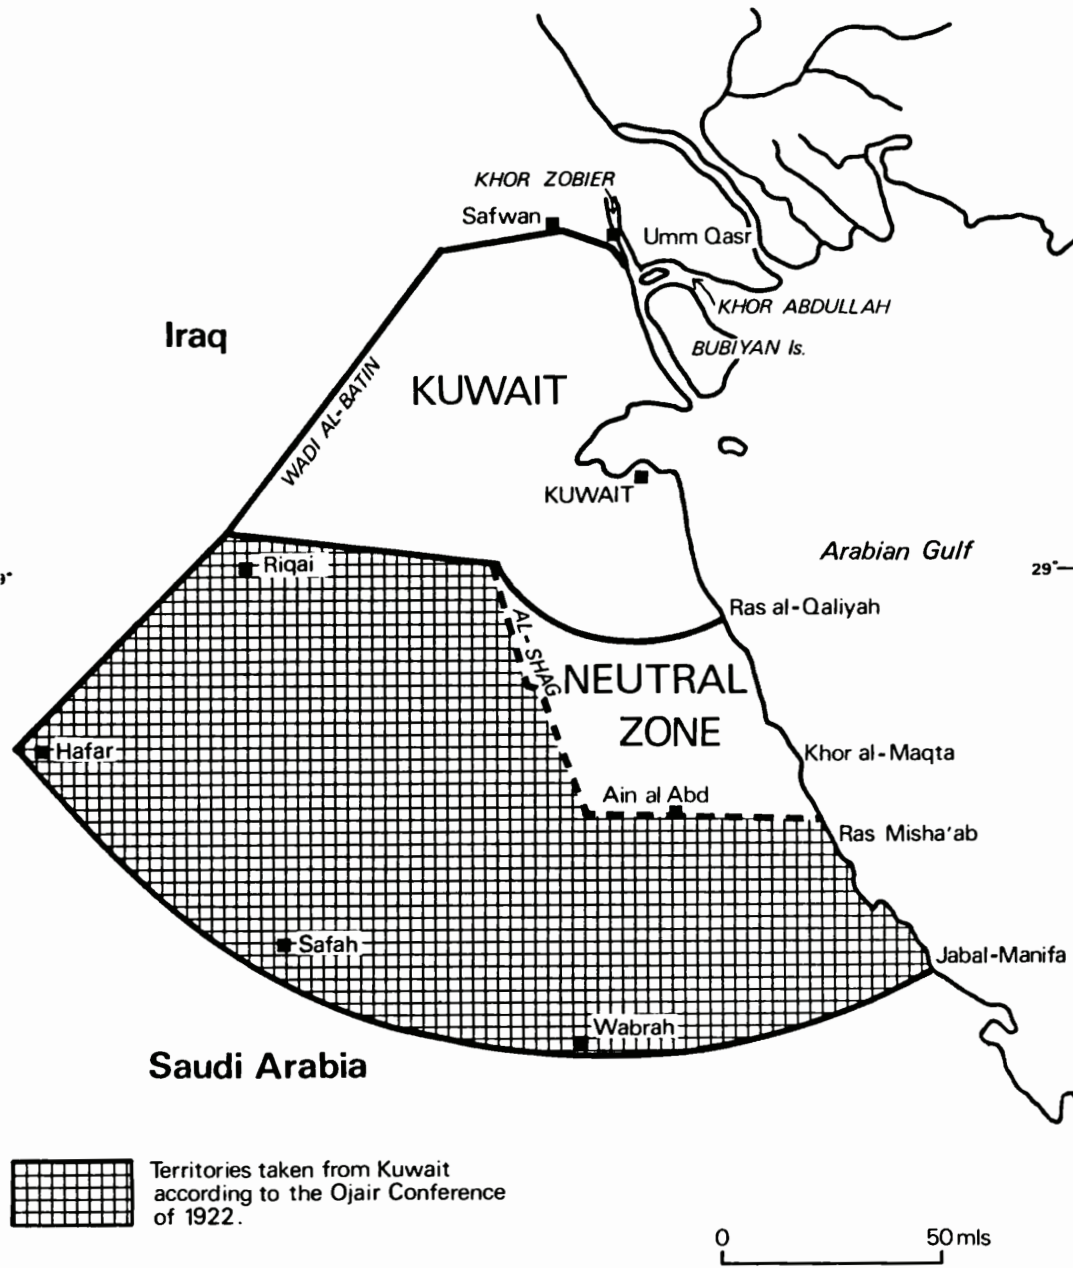 KHOR ZOBIER
Safwan
Umm Qasr
KHOR ABDULLAH
Iraq
BUBIYAN Is.
WADI AL-BATIN
KUWAIT
KUWAIT
Arabian Gulf
9°
29°
Riqai
Ras al-Qaliyah
AL-SHAG
NEUTRAL
ZONE
Hafar
Khor al-Maqta
Ain al Abd
Ras Misha'ab
Safah
Jabal-Manifa
Wabrah
Saudi Arabia
Territories taken from Kuwait
according to the Ojair Conference
of 1922.
0 50 mls